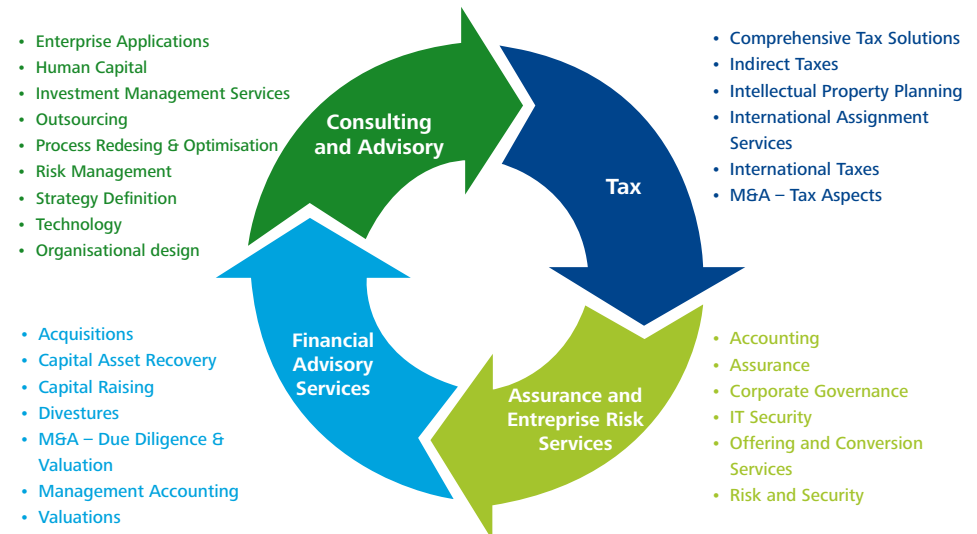 • Enterprise Applications
• Human Capital
• Investment Management Services
• Outsourcing
• Process Redesing & Optimisation
• Risk Management
• Strategy Definition
• Technology
• Organisational design
Consulting
and Advisory
Tax
• Comprehensive Tax Solutions
• Indirect Taxes
• Intellectual Property Planning
• International Assignment
Services
• International Taxes
• M&A – Tax Aspects
• Acquisitions
• Capital Asset Recovery
• Capital Raising
• Divestures
• M&A – Due Diligence &
Valuation
• Management Accounting
• Valuations
Financial
Advisory
Services
Assurance and
Entreprise Risk
Services
• Accounting
• Assurance
• Corporate Governance
• IT Security
• Offering and Conversion
Services
• Risk and Security